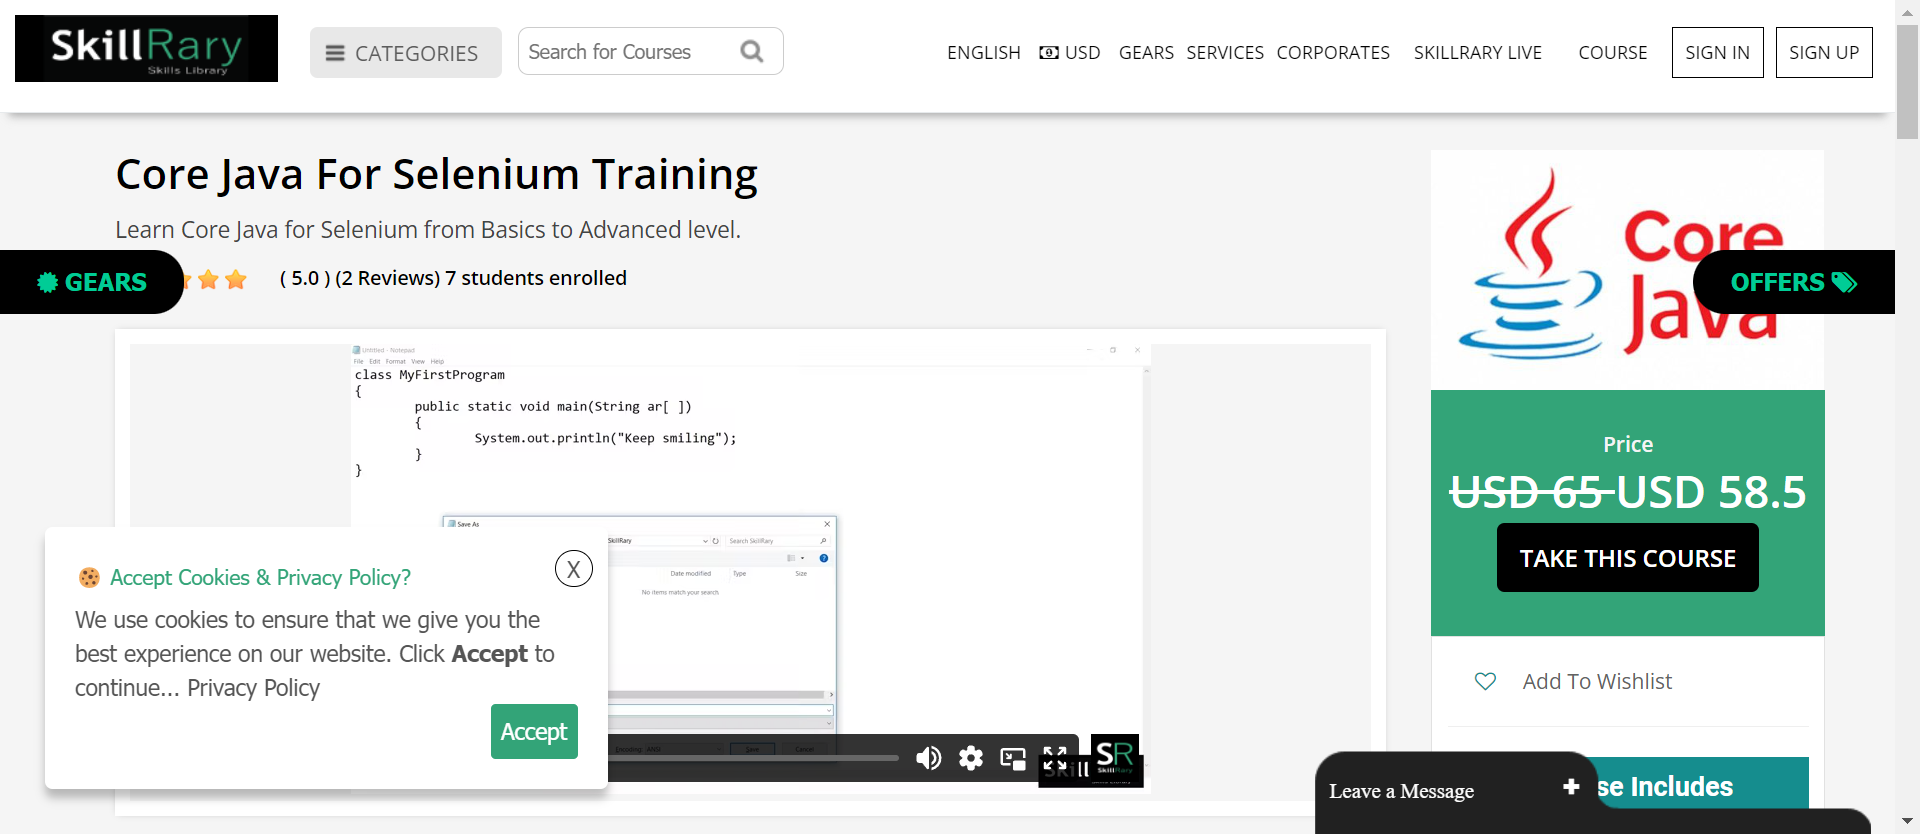 SkillRary
Skills Library
CATEGORIES
Search for Courses
ENGLISH
USD
GEARS
SERVICES
CORPORATES
SKILLRARY LIVE
COURSE
SIGN IN
SIGN UP
Core Java For Selenium Training
Learn Core Java for Selenium from Basics to Advanced level.
GEARS
( 5.0 ) (2 Reviews) 7 students enrolled
Core
Java
OFFERS
Untitled - Notepad
File Edit Format View Help
class MyFirstProgram
{
public static void main(String ar[ ])
{
System.out.println("Keep smiling");
}
}
Save As
SkillRary
Search SkillRary
Date modified
Type
Size
No items match your search.
Encoding: ANSI
Save
Cancel
Skill
SR
SkillRary
Accept Cookies & Privacy Policy?
X
We use cookies to ensure that we give you the
best experience on our website. Click Accept to
continue... Privacy Policy
Accept
Price
USD 65 USD 58.5
TAKE THIS COURSE
Add To Wishlist
se Includes
Leave a Message